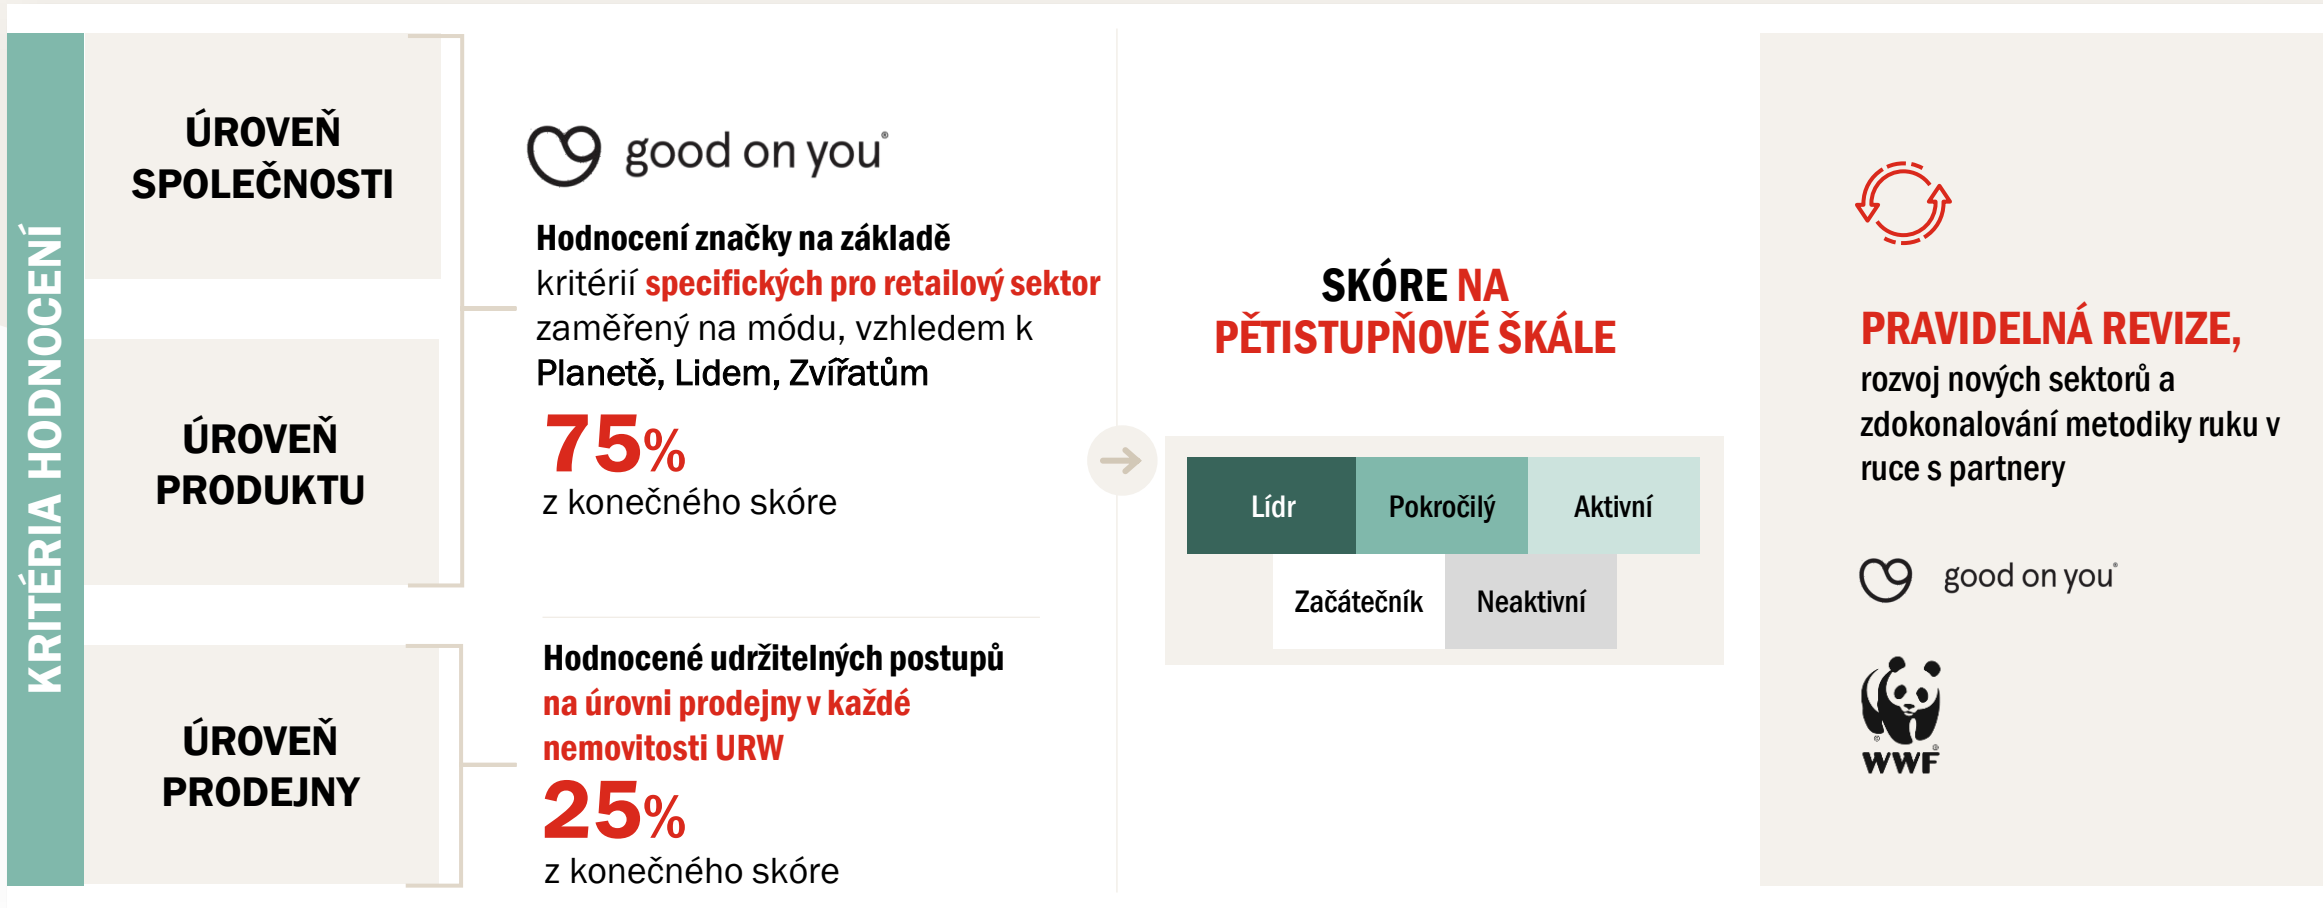 KRITÉRIA HODNOCENÍ
ÚROVEŇ
SPOLEČNOSTI
ÚROVEŇ
PRODUKTU
ÚROVEŇ
PRODEJNY
good on you®
Hodnocení značky na základě
kritérií specifických pro retailový sektor
zaměřený na módu, vzhledem k
Planetě, Lidem, Zvířatům
75%
z konečného skóre
Hodnocené udržitelných postupů
na úrovni prodejny v každé
nemovitosti URW
25%
z konečného skóre
SKÓRE NA
PĚTISTUPŇOVÉ ŠKÁLE
Lídr
Pokročilý
Aktivní
Začátečník
Neaktivní
PRAVIDELNÁ REVIZE,
rozvoj nových sektorů a
zdokonalování metodiky ruku v
ruce s partnery
good on you®
© ®
WWF